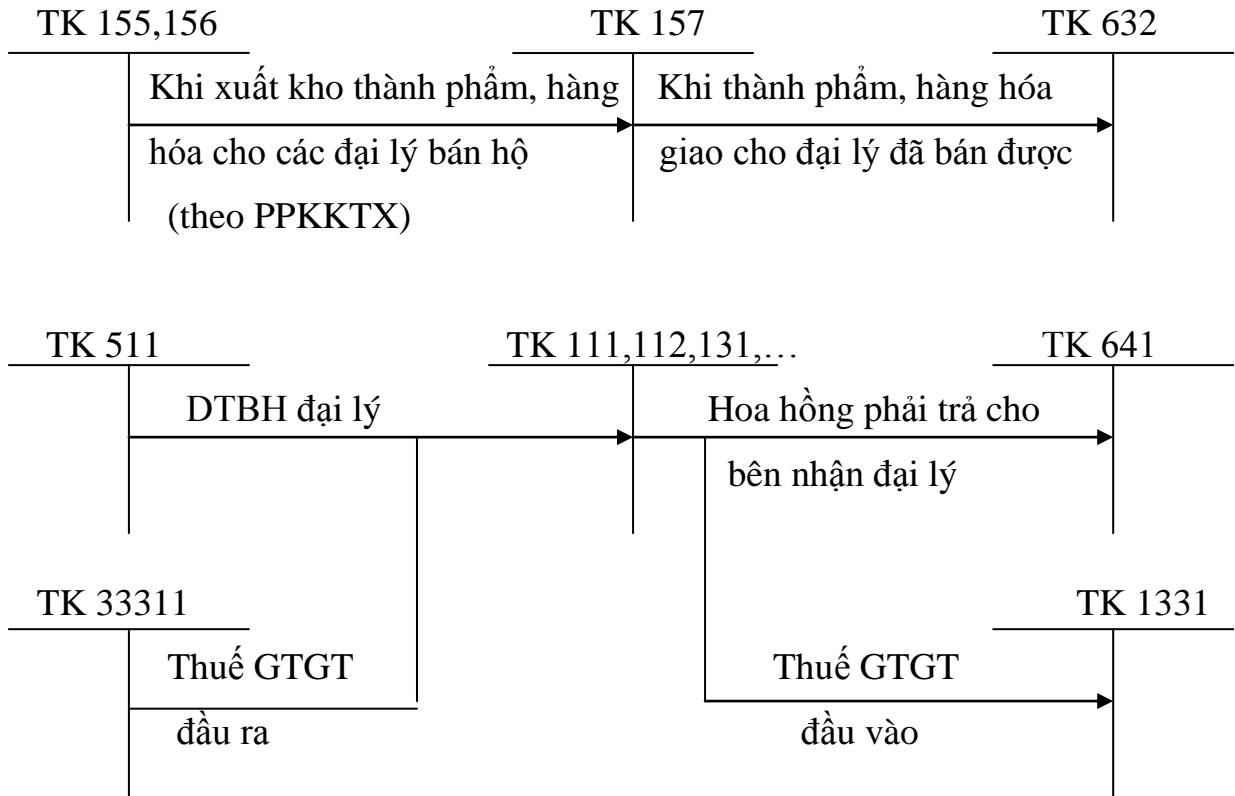 TK 155,156 TK 157 TK 632
Khi xuất kho thành phẩm, hàng Khi thành phẩm, hàng hóa
hóa cho các đại lý bán hộ giao cho đại lý đã bán được
(theo PPKKTX)
TK 511 TK 111,112,131,… TK 641
DTBH đại lý Hoa hồng phải trả cho
bên nhận đại lý
TK 33311 TK 1331
Thuế GTGT Thuế GTGT
đầu ra đầu vào